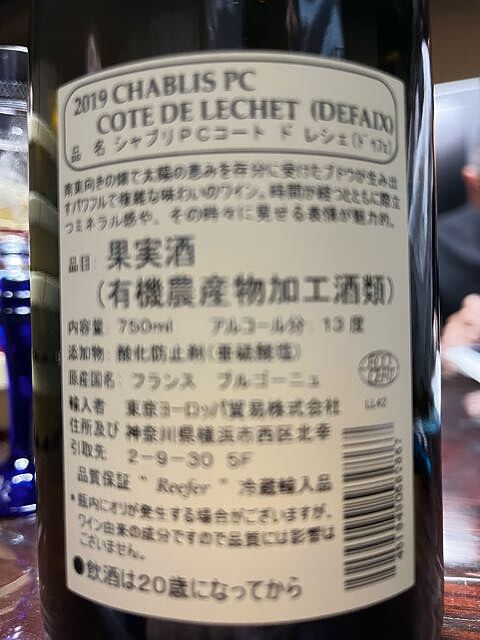 2019 CHABLIS PC
COTE DE LECHET (DEFAIX)
品 名 シャブリPCコート ド レシェ(ドゥフェ)
南東向きの畑で太陽の恵みを存分に受けたブドウが生み出
すパワフルで複雑な味わいのワイン。時間が経つとともに際立
つミネラル感や、その時々に見せる表情が魅力的。
品目: 果実酒
(有機農産物加工酒類)
内容量: 750ml アルコール分: 13度
添加物: 酸化防止剤(亜硫酸塩)
原産国名: フランス ブルゴーニュ
輸入者 東京ヨーロッパ貿易株式会社
住所及び 神奈川県横浜市西区北幸
引取先 2-9-30 5F
品質保証 "Reefer" 冷蔵輸入品
*瓶内にオリが発生する場合がございますが、
ワイン由来の成分ですので品質には影響は
ございません。
●飲酒は20歳になってから
ECO
CERT